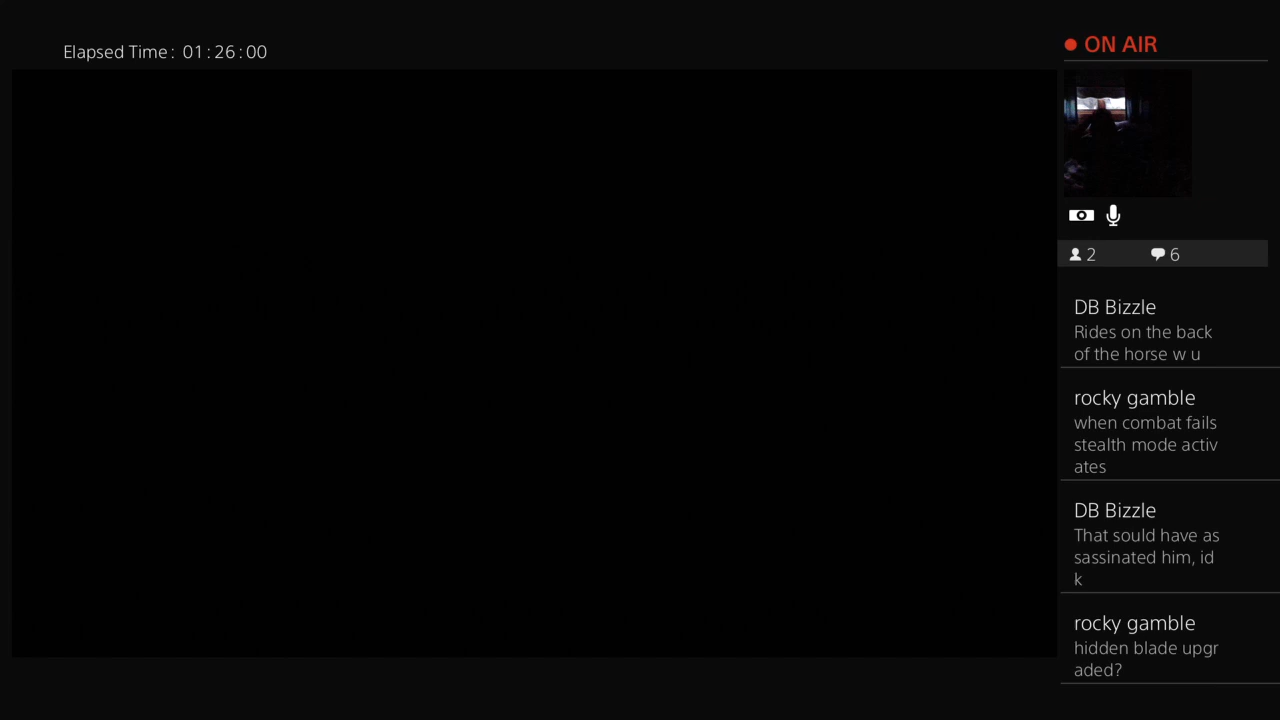 Elapsed Time: 01:26:00
ON AIR
2
6
DB Bizzle
Rides on the back
of the horse w u
rocky gamble
when combat fails
stealth mode activ
ates
DB Bizzle
That sould have as
sassinated him, id
k
rocky gamble
hidden blade upgr
aded?